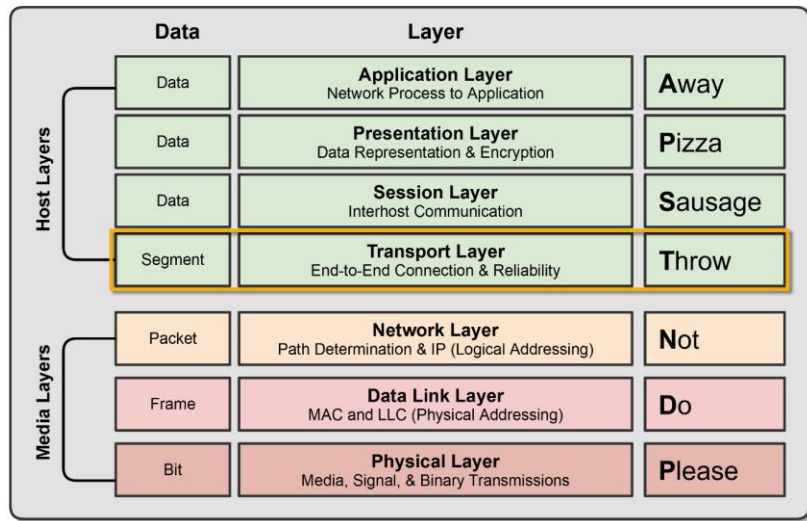 Data Layer
Host Layers
Data
Application Layer
Network Process to Application
Away
Data
Presentation Layer
Data Representation & Encryption
Pizza
Data
Session Layer
Interhost Communication
Sausage
Segment
Transport Layer
End-to-End Connection & Reliability
Throw
Media Layers
Packet
Network Layer
Path Determination & IP (Logical Addressing)
Not
Frame
Data Link Layer
MAC and LLC (Physical Addressing)
Do
Bit
Physical Layer
Media, Signal, & Binary Transmissions
Please